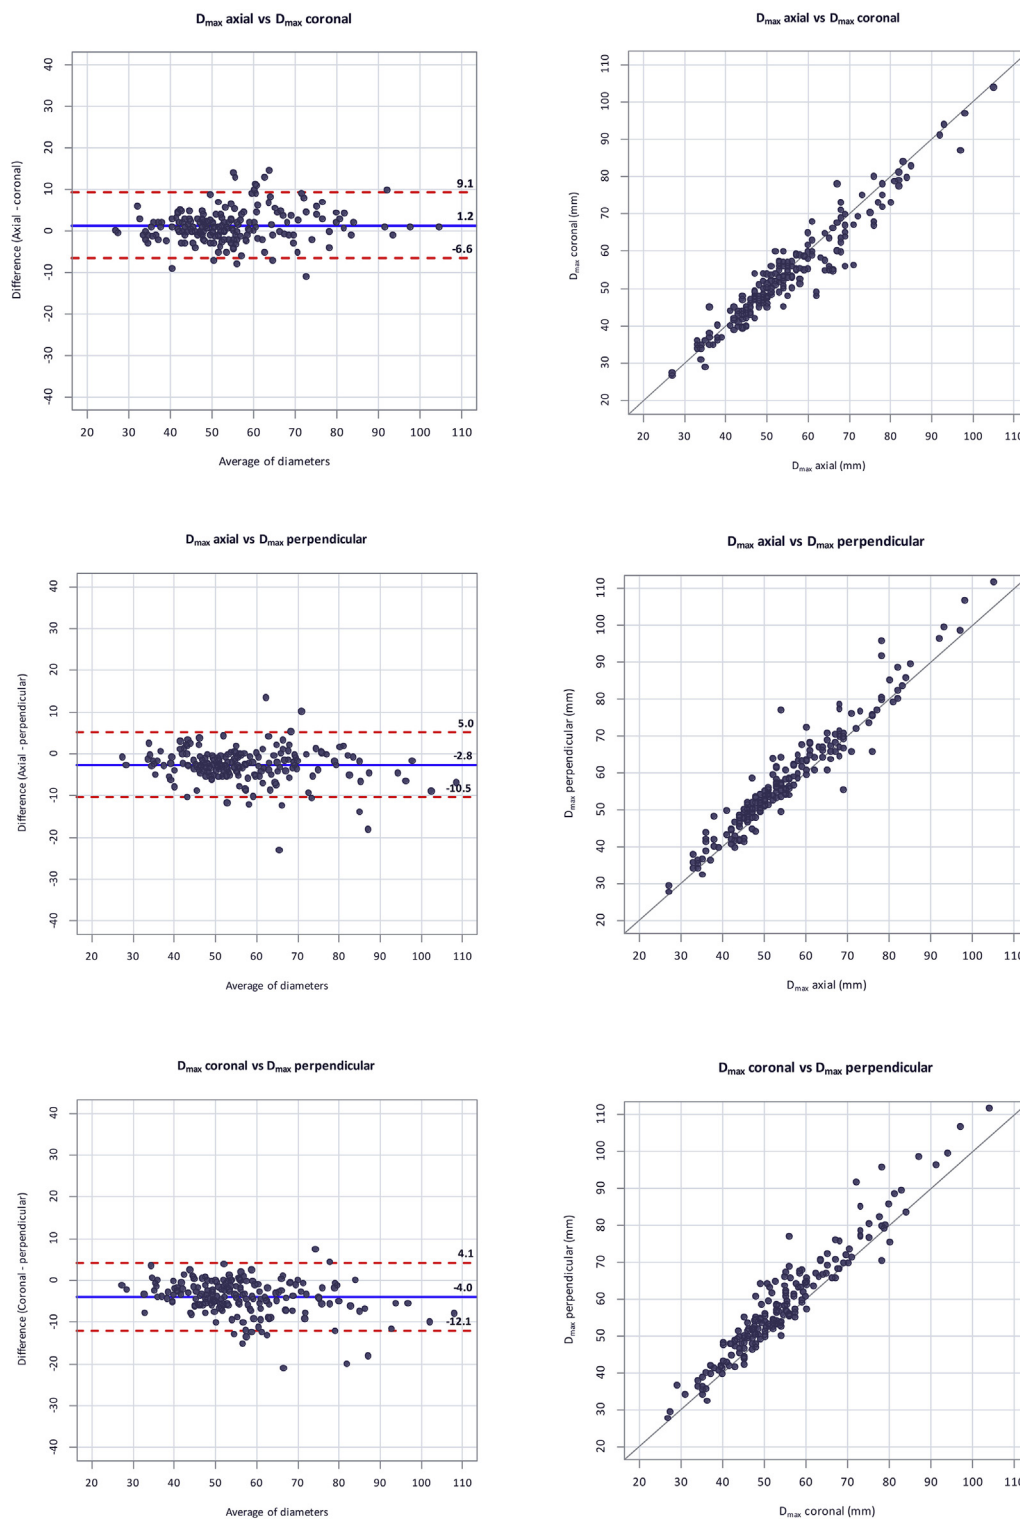 Dmax axial vs Dmax coronal
Difference (Axial - coronal)
40
30
20
10
0
-10
-20
-30
-40
9.1
1.2
-6.6
20 30 40 50 60 70 80 90 100 110
Average of diameters
Dmax axial vs Dmax coronal
Dmax coronal (mm)
110
100
90
80
70
60
50
40
30
20
20 30 40 50 60 70 80 90 100 110
Dmax axial (mm)
Dmax axial vs Dmax perpendicular
Difference (Axial - perpendicular)
40
30
20
10
0
-10
-20
-30
-40
5.0
-2.8
-10.5
20 30 40 50 60 70 80 90 100 110
Average of diameters
Dmax axial vs Dmax perpendicular
Dmax perpendicular (mm)
110
100
90
80
70
60
50
40
30
20
20 30 40 50 60 70 80 90 100 110
Dmax axial (mm)
Dmax coronal vs Dmax perpendicular
Difference (Coronal - perpendicular)
40
30
20
10
0
-10
-20
-30
-40
4.1
-4.0
-12.1
20 30 40 50 60 70 80 90 100 110
Average of diameters
Dmax coronal vs Dmax perpendicular
Dmax perpendicular (mm)
110
100
90
80
70
60
50
40
30
20
20 30 40 50 60 70 80 90 100 110
Dmax coronal (mm)